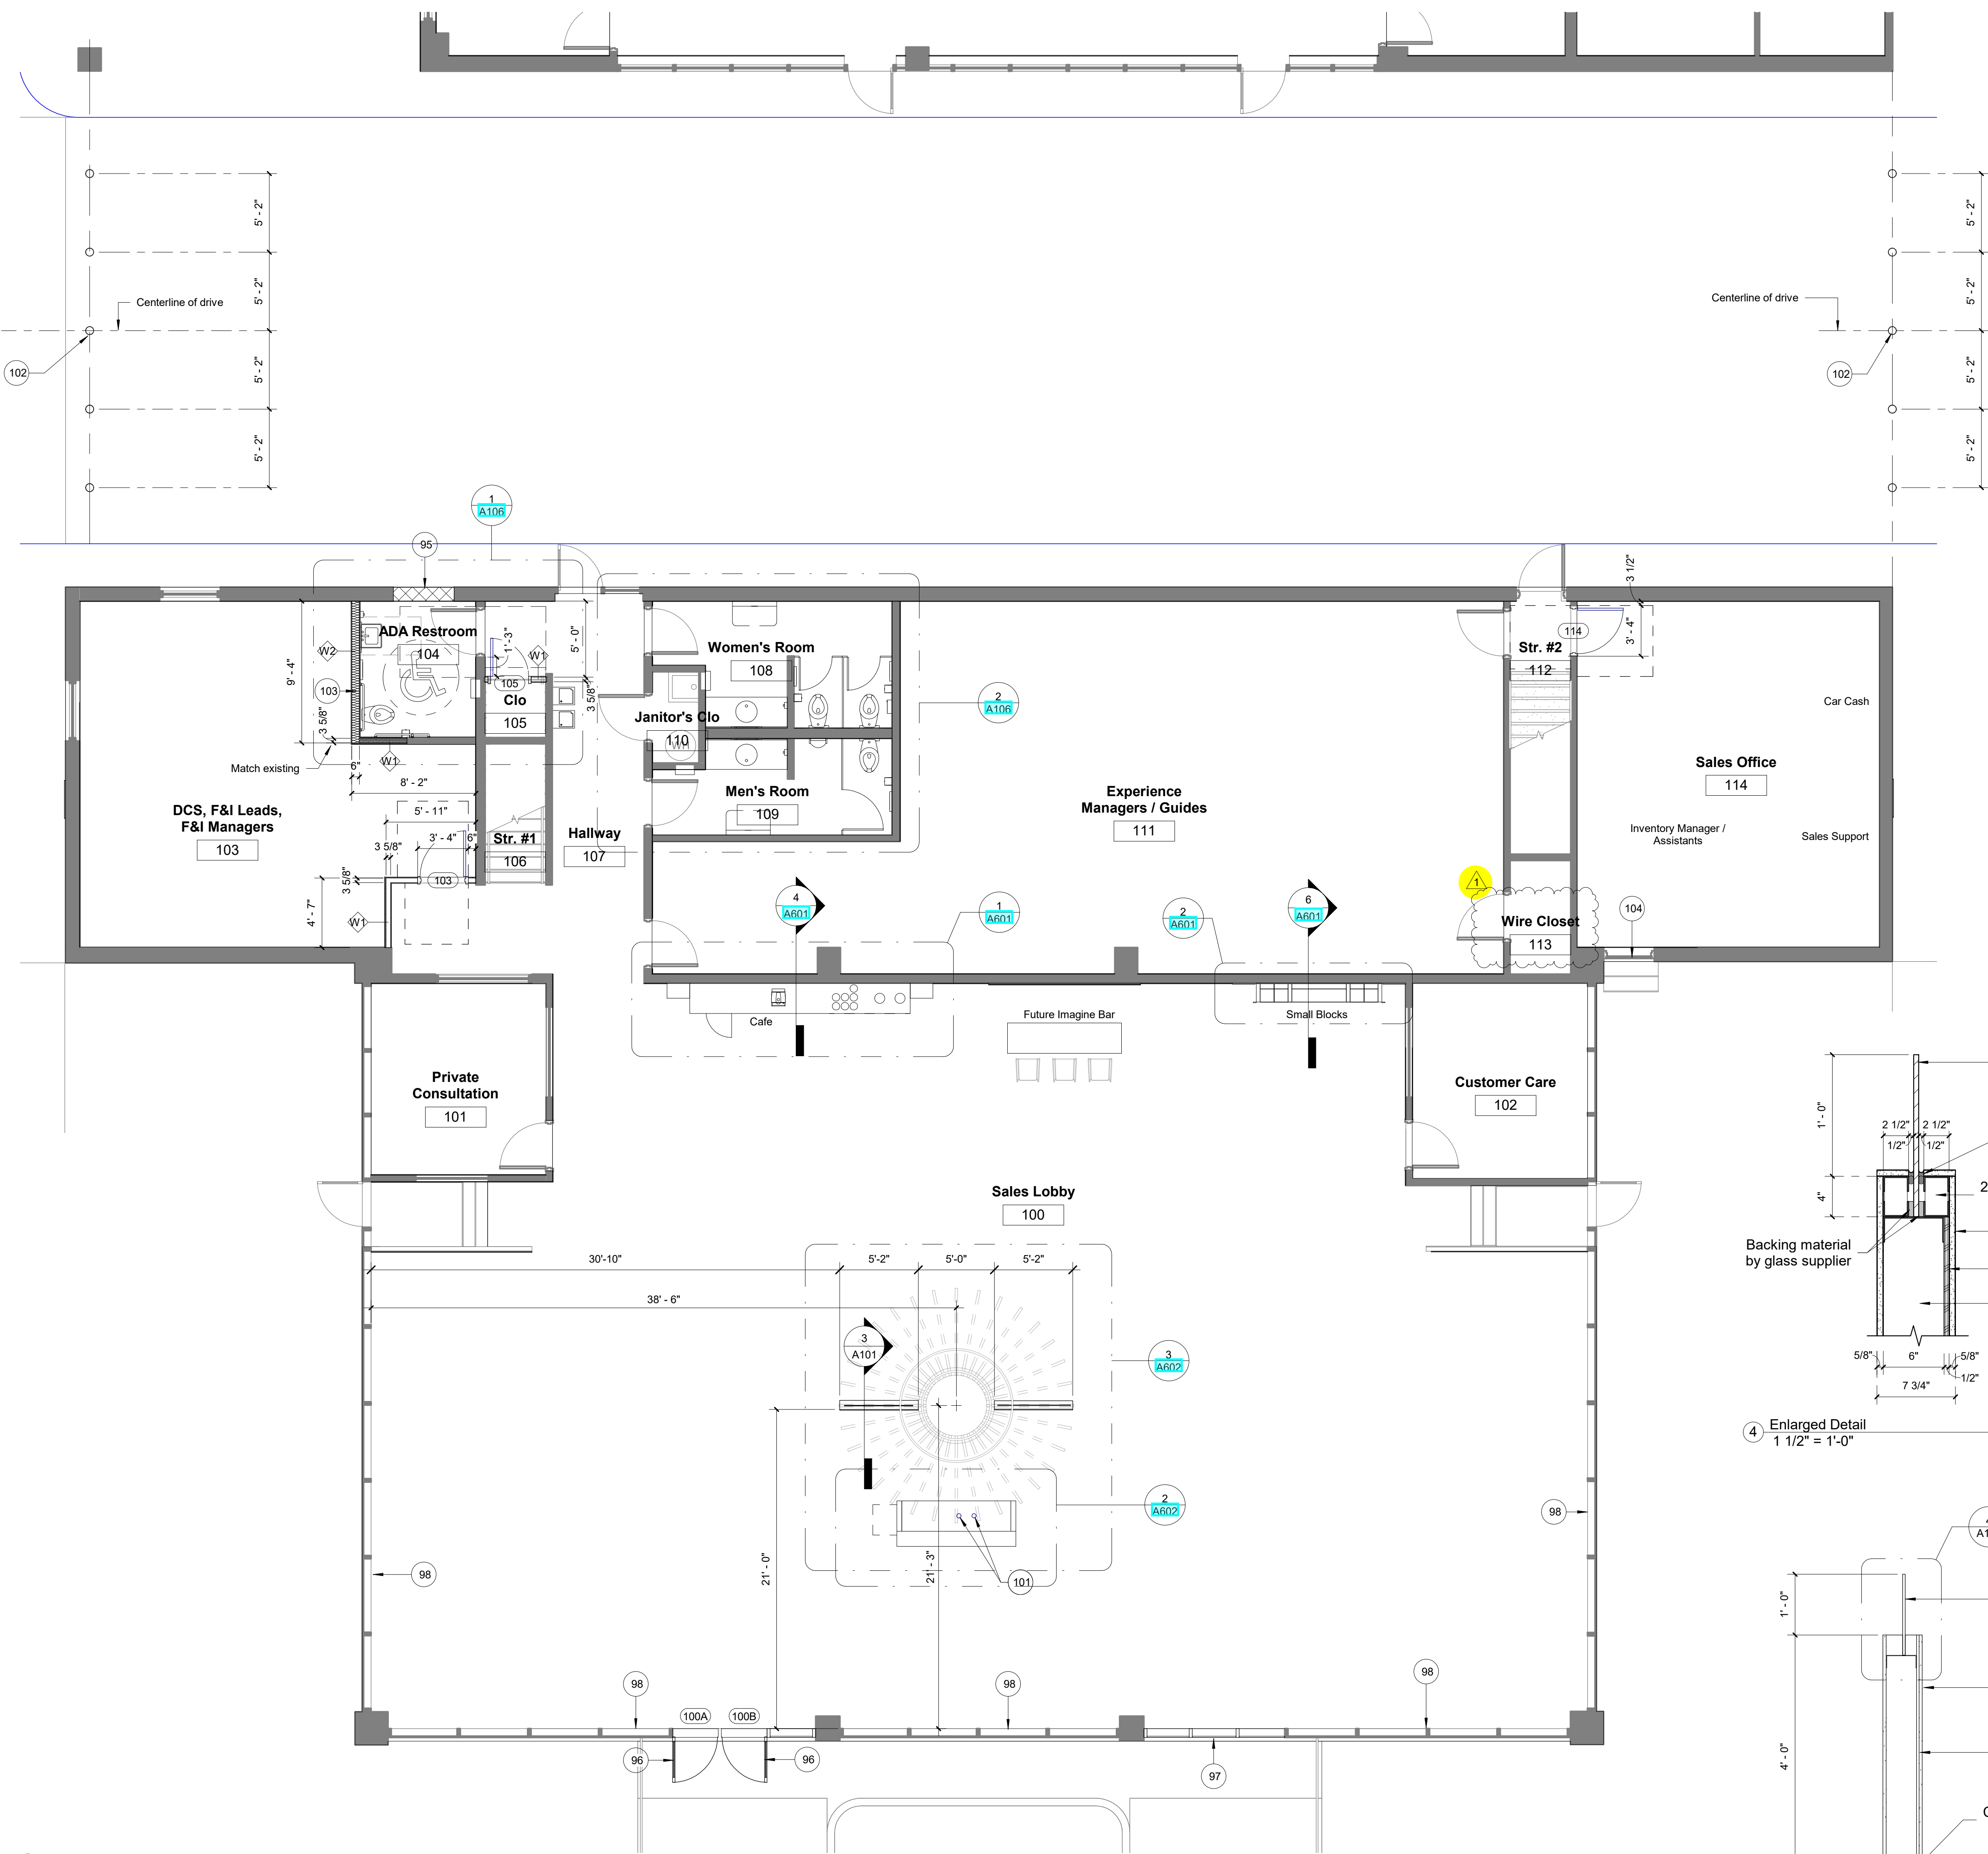 5' - 2"
5' - 2"
5' - 2"
5' - 2"
Centerline of drive
102
5' - 2"
5' - 2"
5' - 2"
5' - 2"
Centerline of drive
102
1
A106
95
3 1/2"
3' - 4"
114
Str. #2
112
ADA Restroom
104
W2
103
9' - 4"
3 5/8"
Match existing
6"
W1
8' - 2"
1' - 3"
W1
5' - 0"
105
Clo
105
3 5/8"
Women's Room
108
Janitor's Clo
110
Men's Room
109
2
A106
Car Cash
Sales Office
114
Inventory Manager /
Assistants
Sales Support
DCS, F&I Leads,
F&I Managers
103
5' - 11"
3' - 4"
6"
3 5/8"
3 5/8"
103
4' - 7"
W1
Str. #1
106
Hallway
107
Experience
Managers / Guides
111
4
A601
1
A601
2
A601
6
A601
1
Wire Closet
113
104
Cafe
Future Imagine Bar
Small Blocks
Private
Consultation
101
Customer Care
102
Sales Lobby
100
30'-10"
5'-2"
5'-0"
5'-2"
38' - 6"
3
A101
3
A602
2
A602
21' - 0"
21' - 3"
101
98
98
98
98
98
100A
100B
96
96
97
1' - 0"
2 1/2"
2 1/2"
1/2"
1/2"
4"
2
Backing material
by glass supplier
5/8"
6"
5/8"
1/2"
7 3/4"
4
Enlarged Detail
1 1/2" = 1'-0"
1' - 0"
4' - 0"